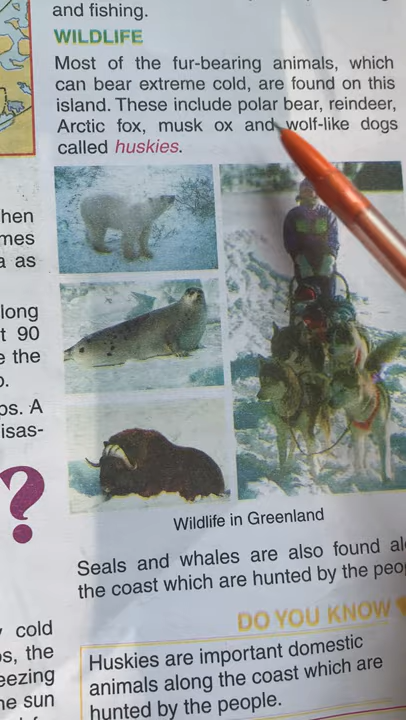 and fishing.
WILDLIFE
Most of the fur-bearing animals, which
can bear extreme cold, are found on this
island. These include polar bear, reindeer,
Arctic fox, musk ox and wolf-like dogs
called huskies.
hen
mes
a as
long
t 90
e the
o.
os. A
isas-
?
Wildlife in Greenland
Seals and whales are also found al
the coast which are hunted by the peop
y cold
os, the
eezing
he sun
DO YOU KNOW
Huskies are important domestic
animals along the coast which are
hunted by the people.